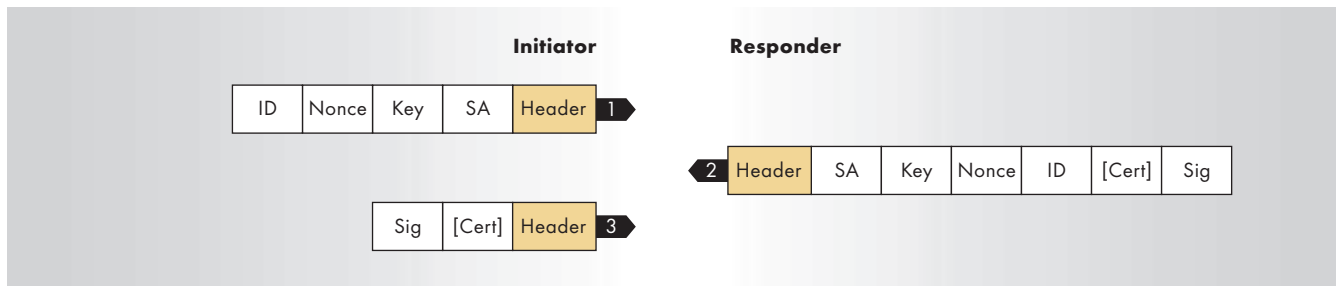 Initiator Responder
ID Nonce Key SA Header 1
2 Header SA Key Nonce ID [Cert] Sig
Sig [Cert] Header 3